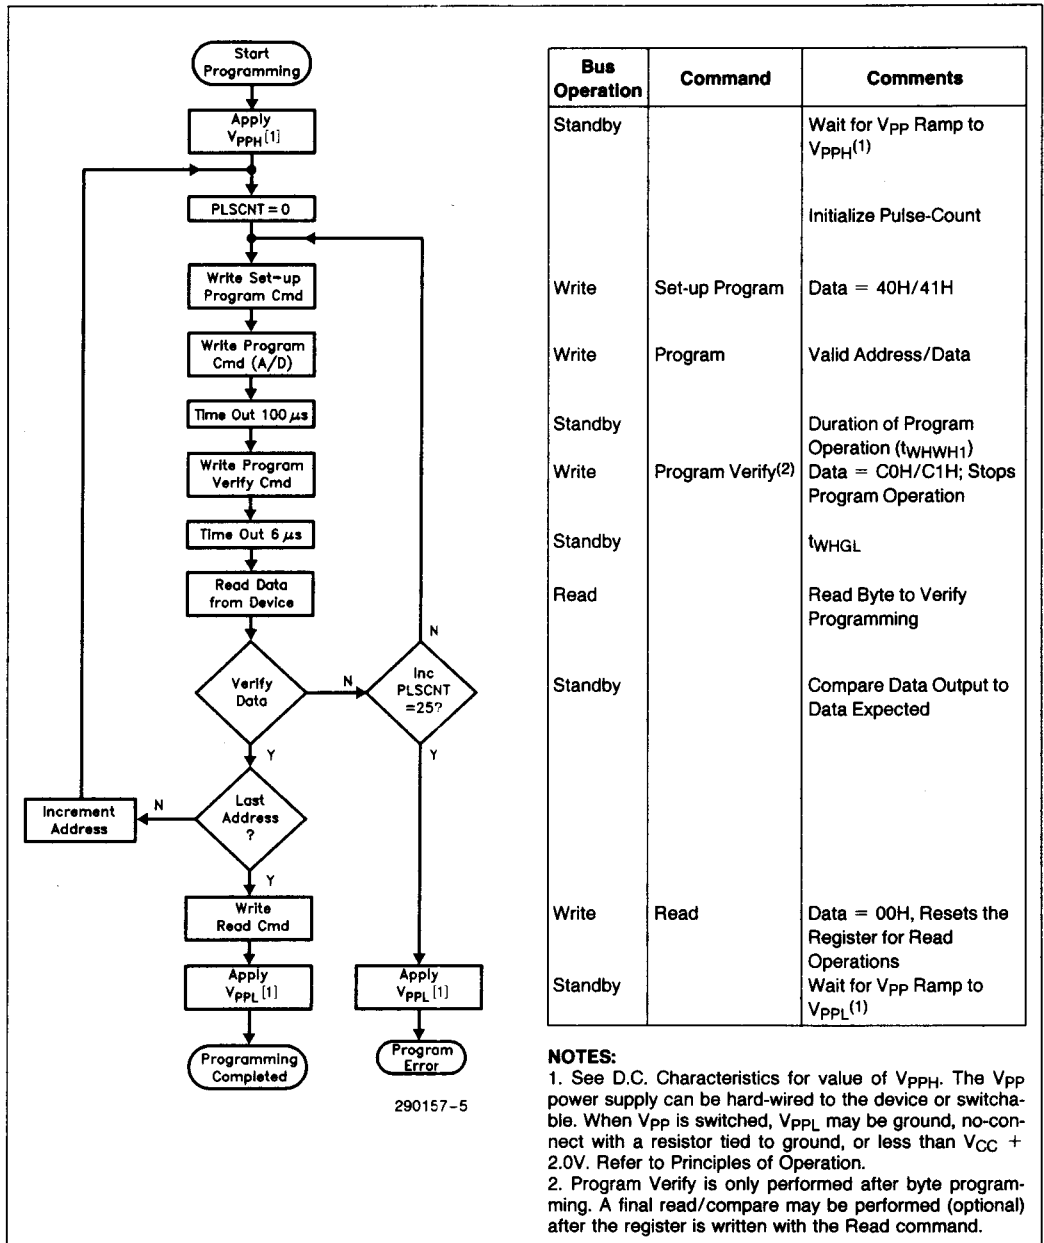 Start
Programming
Apply
VPPH[1]
PLSCNT = 0
Write Set-up
Program Cmd
Write Program
Cmd (A/D)
Time Out 100 µs
Write Program
Verify Cmd
Time Out 6 µs
Read Data
from Device
Verify
Data
N
Inc
PLSCNT
=25?
N
Y
Y
Last
Address
?
N
Increment
Address
Y
Write
Read Cmd
Apply
VPPL[1]
Programming
Completed
Apply
VPPL[1]
Program
Error
290157-5
Bus
Operation
Command
Comments
Standby
Wait for VPP Ramp to
VPPH(1)
Initialize Pulse-Count
Write Set-up Program Data = 40H/41H
Write Program Valid Address/Data
Standby Duration of Program
Operation (tWHWH1)
Write Program Verify(2) Data = C0H/C1H; Stops
Program Operation
Standby tWHGL
Read Read Byte to Verify
Programming
Standby Compare Data Output to
Data Expected
Write Read Data = 00H, Resets the
Register for Read
Operations
Standby Wait for VPP Ramp to
VPPL(1)
NOTES:
1. See D.C. Characteristics for value of VPPH. The VPP
power supply can be hard-wired to the device or switcha-
ble. When VPP is switched, VPPL may be ground, no-con-
nect with a resistor tied to ground, or less than VCC +
2.0V. Refer to Principles of Operation.
2. Program Verify is only performed after byte program-
ming. A final read/compare may be performed (optional)
after the register is written with the Read command.